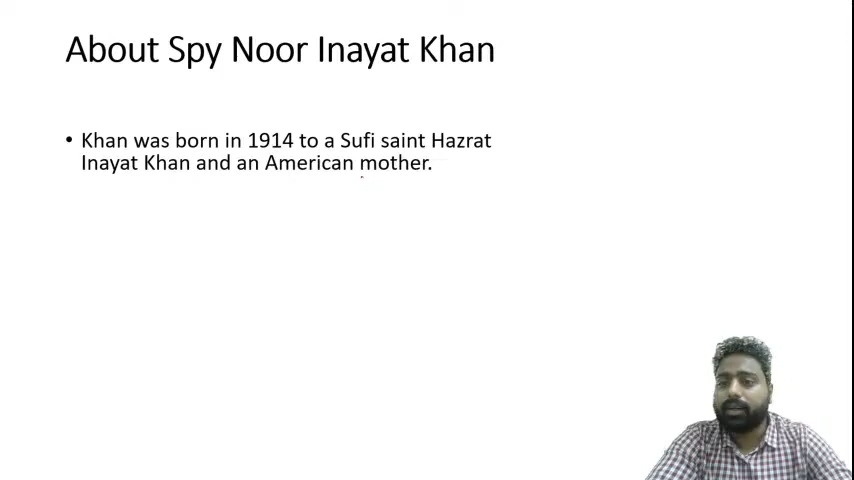 About Spy Noor Inayat Khan
• Khan was born in 1914 to a Sufi saint Hazrat
Inayat Khan and an American mother.